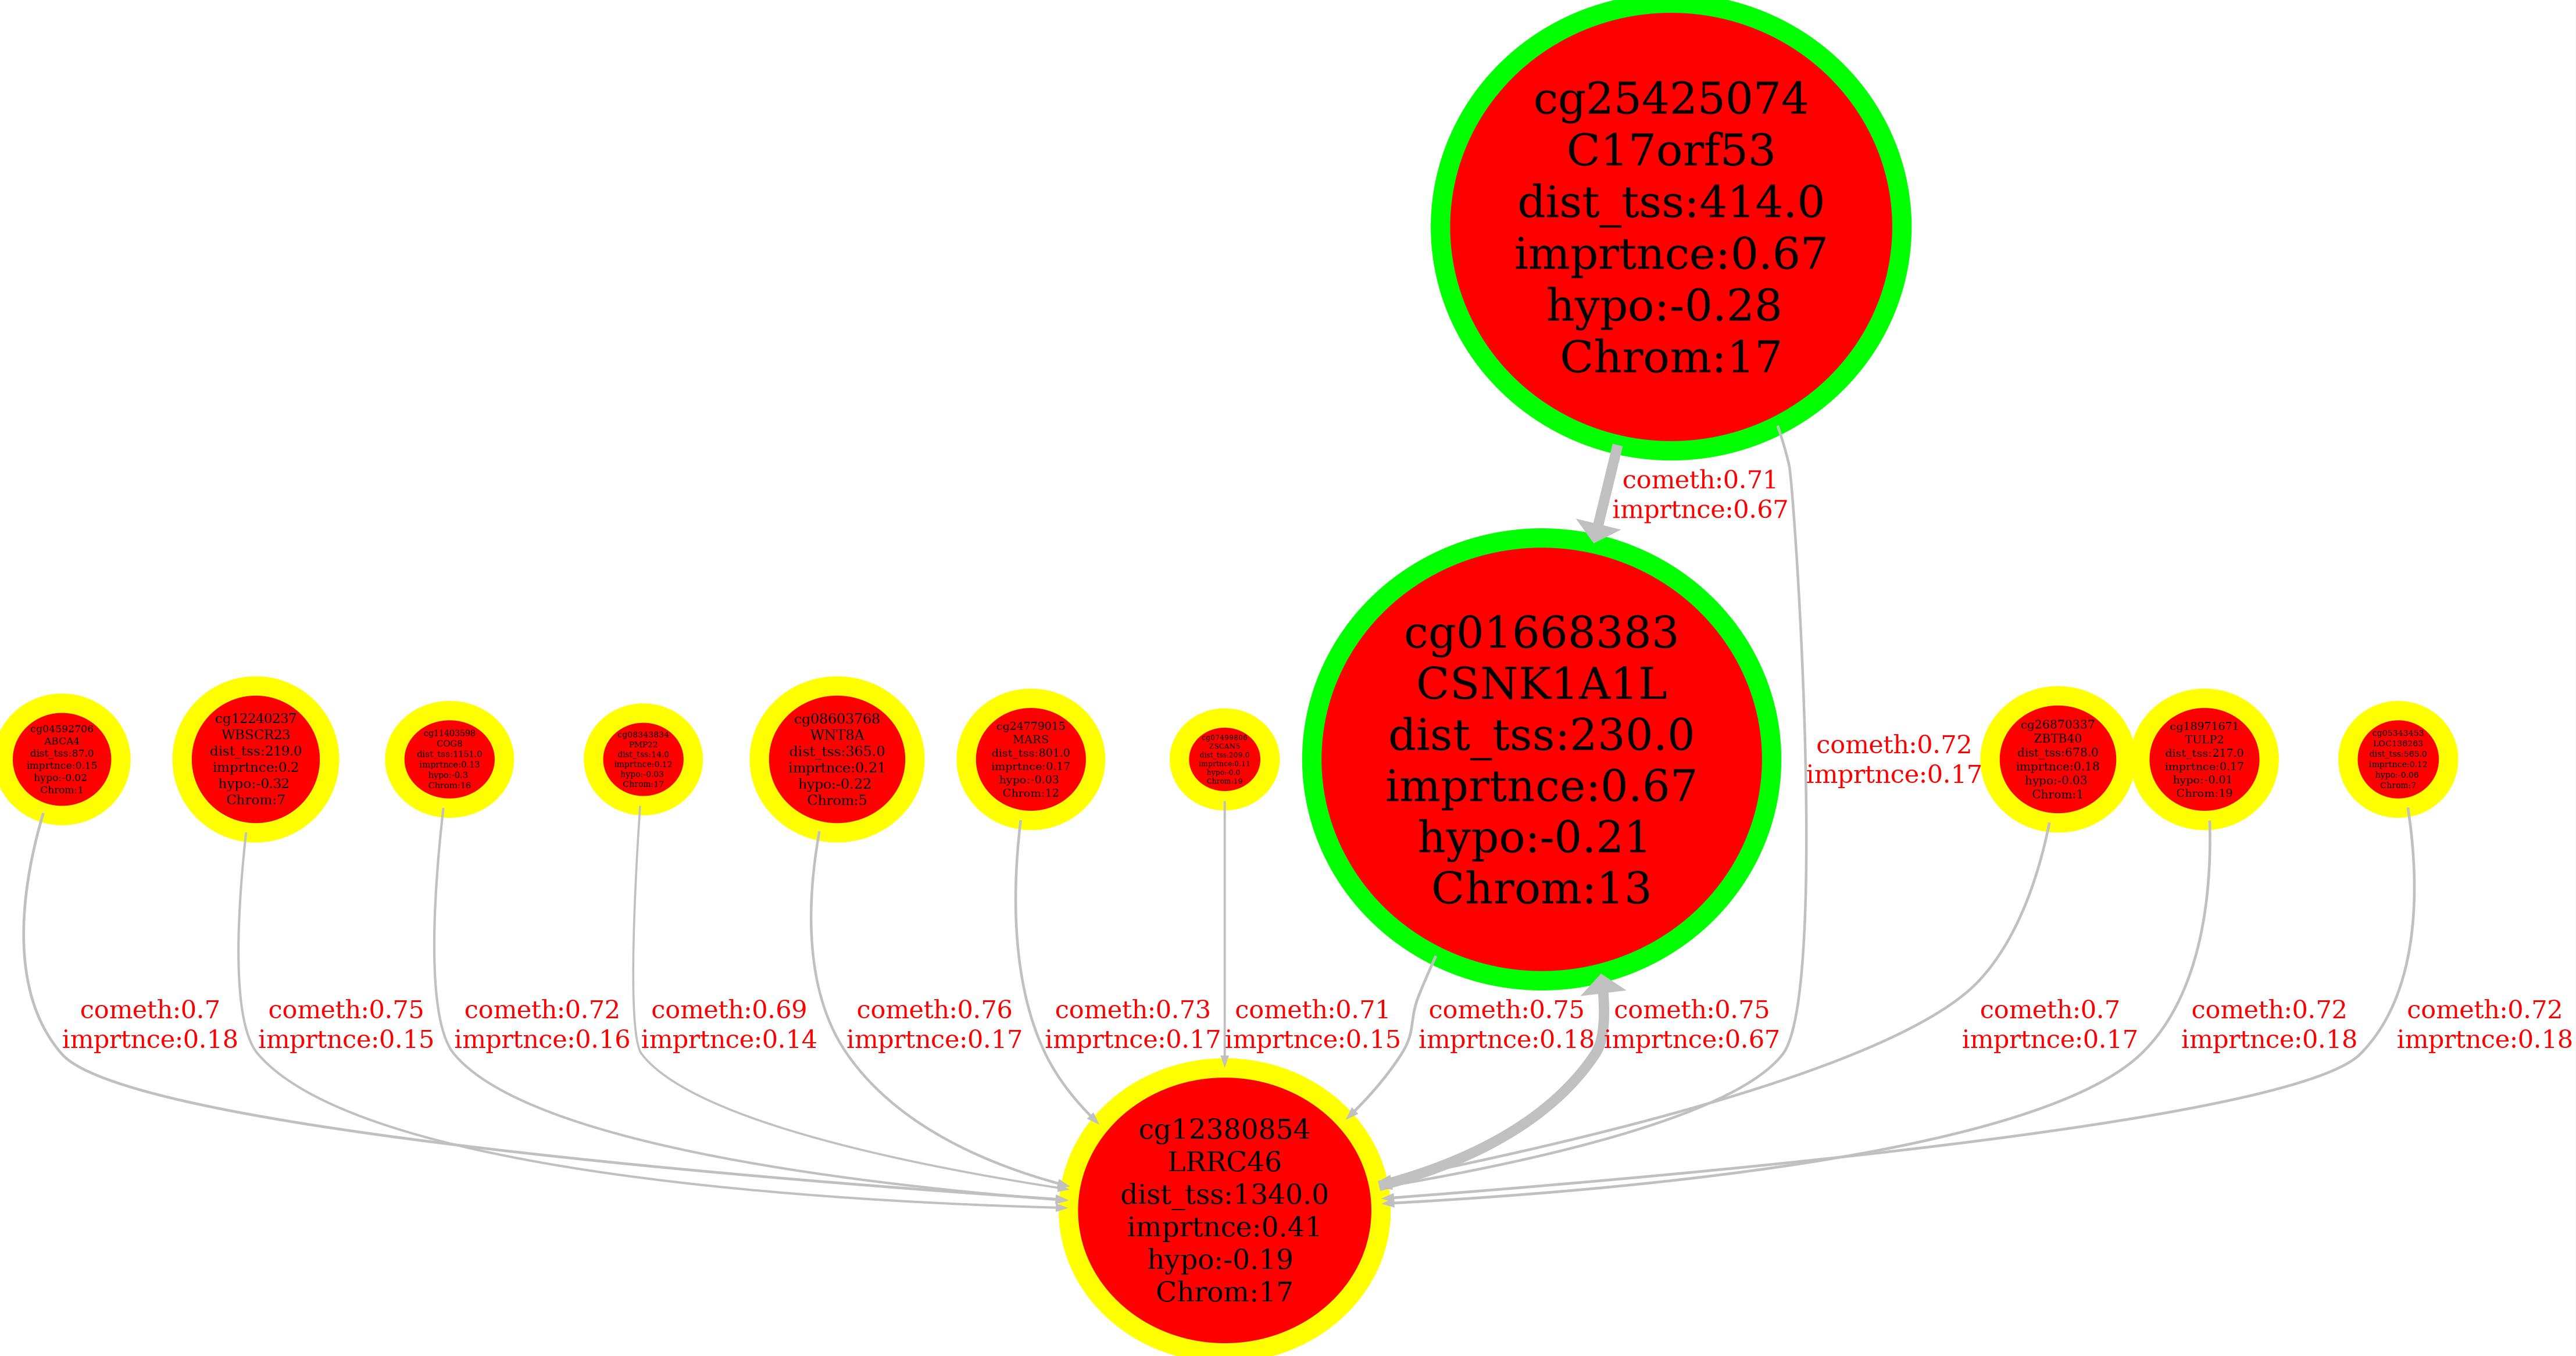 cg25425074
C17orf53
dist_tss:414.0
imprtnce:0.67
hypo:-0.28
Chrom:17
cometh:0.71
imprtnce:0.67
cg04592706
ABCA4
dist_tss:87.0
imprtnce:0.15
hypo:-0.02
Chrom:1
cg12240237
WBSCR23
dist_tss:219.0
imprtnce:0.2
hypo:-0.32
Chrom:7
cg11403598
COG8
dist_tss:1151.0
imprtnce:0.13
hypo:-0.3
Chrom:16
cg08343834
PMP22
dist_tss:14.0
imprtnce:0.12
hypo:-0.03
Chrom:17
cg08603768
WNT8A
dist_tss:365.0
imprtnce:0.21
hypo:-0.22
Chrom:5
cg24779015
MARS
dist_tss:801.0
imprtnce:0.17
hypo:-0.03
Chrom:12
ZSCAN5
dist_tss:209.0
imprtnce:0.11
hypo:-0.0
Chrom:19
cg01668383
CSNK1A1L
dist_tss:230.0
imprtnce:0.67
hypo:-0.21
Chrom:13
cometh:0.72
imprtnce:0.17
cg26870337
ZBTB40
dist_tss:678.0
imprtnce:0.18
hypo:-0.03
Chrom:1
cg18971671
TULP2
dist_tss:217.0
imprtnce:0.17
hypo:-0.01
Chrom:19
cg05343453
dist_tss:565.0
imprtnce:0.12
Chrom:7
cometh:0.7
imprtnce:0.18
cometh:0.75
imprtnce:0.15
cometh:0.72
imprtnce:0.16
cometh:0.69
imprtnce:0.14
cometh:0.76
imprtnce:0.17
cometh:0.73
imprtnce:0.17
cometh:0.71
imprtnce:0.15
cometh:0.75
imprtnce:0.18
cometh:0.75
imprtnce:0.67
cometh:0.7
imprtnce:0.17
cometh:0.72
imprtnce:0.18
cometh:0.72
imprtnce:0.18
cg12380854
LRRC46
dist_tss:1340.0
imprtnce:0.41
hypo:-0.19
Chrom:17